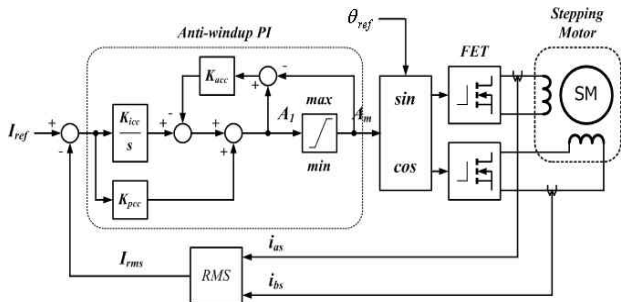 θref
Stepping
Motor
Anti-windup PI
FET
Kacc
-
+
-
SM
Iref
+
-
Kicc
s
-
+
+
+
A1
max
min
Am
sin
cos
Kpcc
Irms
RMS
ias
ibs